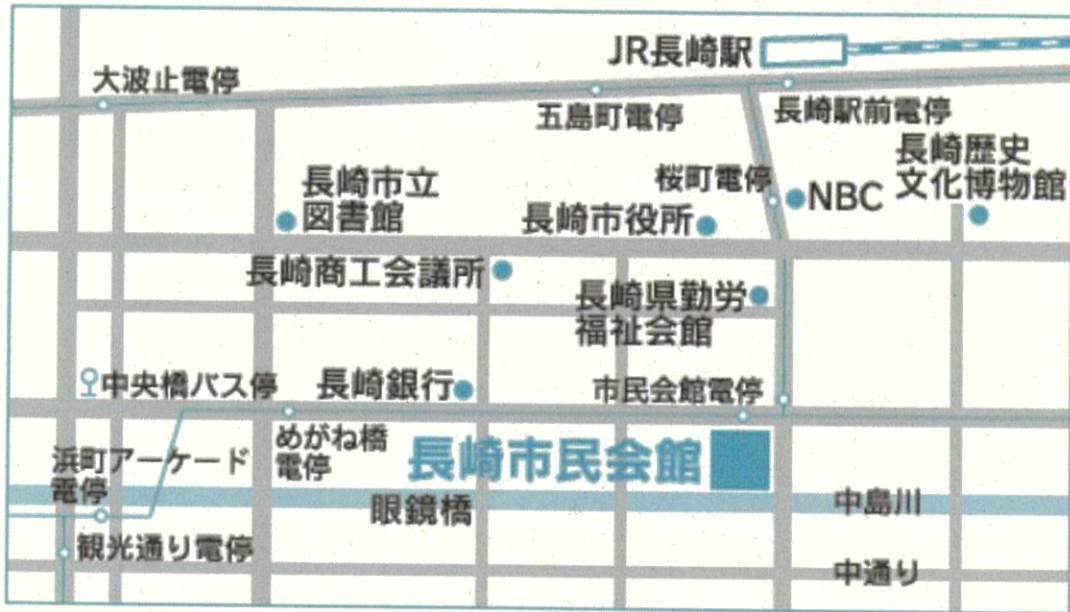 JR長崎駅
大波止電停
五島町電停
長崎駅前電停
長崎歴史
文化博物館
桜町電停
NBC
長崎市立
図書館
長崎市役所
長崎商工会議所
長崎県勤労
福祉会館
中央橋バス停
長崎銀行
市民会館電停
めがね橋
電停
長崎市民会館
浜町アーケード
電停
眼鏡橋
中島川
観光通り電停
中通り